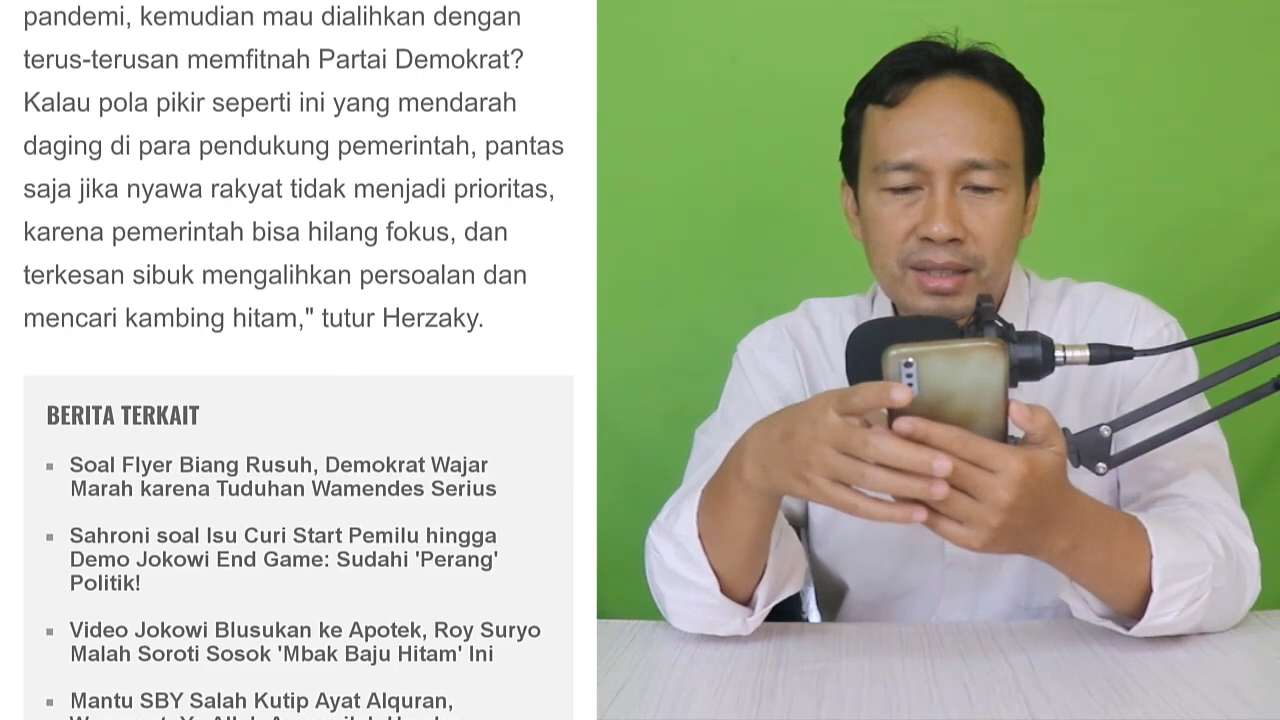 pandemi, kemudian mau dialihkan dengan
terus-terusan memfitnah Partai Demokrat?
Kalau pola pikir seperti ini yang mendarah
daging di para pendukung pemerintah, pantas
saja jika nyawa rakyat tidak menjadi prioritas,
karena pemerintah bisa hilang fokus, dan
terkesan sibuk mengalihkan persoalan dan
mencari kambing hitam," tutur Herzaky.
BERITA TERKAIT
Soal Flyer Biang Rusuh, Demokrat Wajar
Marah karena Tuduhan Wamendes Serius
Sahroni soal Isu Curi Start Pemilu hingga
Demo Jokowi End Game: Sudahi 'Perang'
Politik!
Video Jokowi Blusukan ke Apotek, Roy Suryo
Malah Soroti Sosok 'Mbak Baju Hitam' Ini
Mantu SBY Salah Kutip Ayat Alquran,